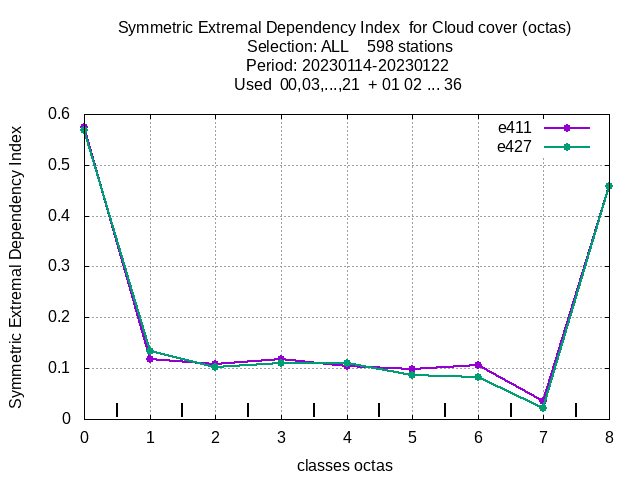 Symmetric Extremal Dependency Index  for Cloud cover (octas)
Selection: ALL    598 stations
Period: 20230114-20230122
Used  00,03,...,21  + 01 02 ... 36
e411
e427
Symmetric Extremal Dependency Index
0.6
0.5
0.4
0.3
0.2
0.1
0
0 1 2 3 4 5 6 7 8
classes octas